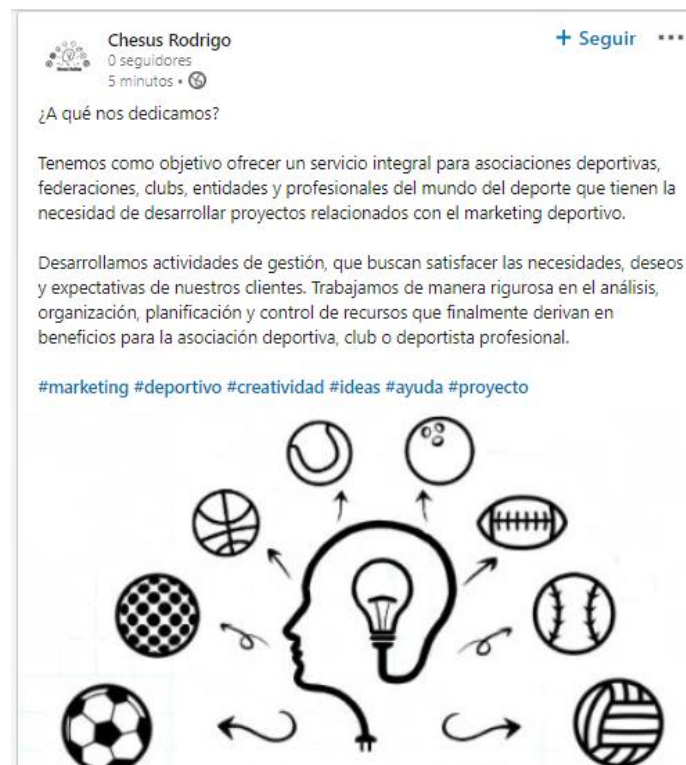 Chesus Rodrigo
+ Seguir
0 seguidores
5 minutos •
¿A qué nos dedicamos?
Tenemos como objetivo ofrecer un servicio integral para asociaciones deportivas,
federaciones, clubs, entidades y profesionales del mundo del deporte que tienen la
necesidad de desarrollar proyectos relacionados con el marketing deportivo.
Desarrollamos actividades de gestión, que buscan satisfacer las necesidades, deseos
y expectativas de nuestros clientes. Trabajamos de manera rigurosa en el análisis,
organización, planificación y control de recursos que finalmente derivan en
beneficios para la asociación deportiva, club o deportista profesional.
#marketing #deportivo #creatividad #ideas #ayuda #proyecto